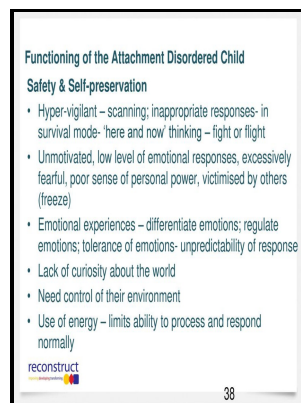 Functioning of the Attachment Disordered Child
Safety & Self-preservation
• Hyper-vigilant – scanning; inappropriate responses- in
survival mode- 'here and now' thinking – fight or flight
• Unmotivated, low level of emotional responses, excessively
fearful, poor sense of personal power, victimised by others
(freeze)
• Emotional experiences – differentiate emotions; regulate
emotions; tolerance of emotions- unpredictability of response
• Lack of curiosity about the world
• Need control of their environment
• Use of energy – limits ability to process and respond
normally
reconstruct
38